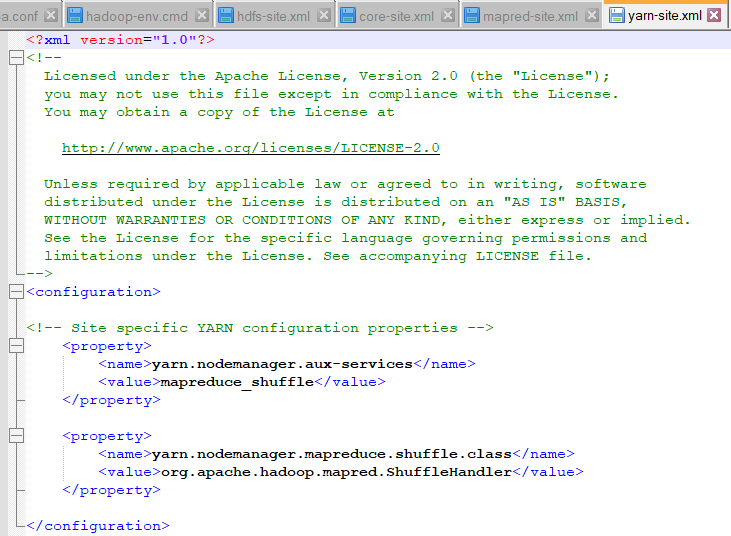 a.conf hadoop-env.cmd hdfs-site.xml core-site.xml mapred-site.xml yarn-site.xml
<?xml version="1.0"?>
<!--
Licensed under the Apache License, Version 2.0 (the "License");
you may not use this file except in compliance with the License.
You may obtain a copy of the License at
http://www.apache.org/licenses/LICENSE-2.0
Unless required by applicable law or agreed to in writing, software
distributed under the License is distributed on an "AS IS" BASIS,
WITHOUT WARRANTIES OR CONDITIONS OF ANY KIND, either express or implied.
See the License for the specific language governing permissions and
limitations under the License. See accompanying LICENSE file.
-->
<configuration>
<!-- Site specific YARN configuration properties -->
<property>
<name>yarn.nodemanager.aux-services</name>
<value>mapreduce_shuffle</value>
</property>
<property>
<name>yarn.nodemanager.mapreduce.shuffle.class</name>
<value>org.apache.hadoop.mapred.ShuffleHandler</value>
</property>
</configuration>